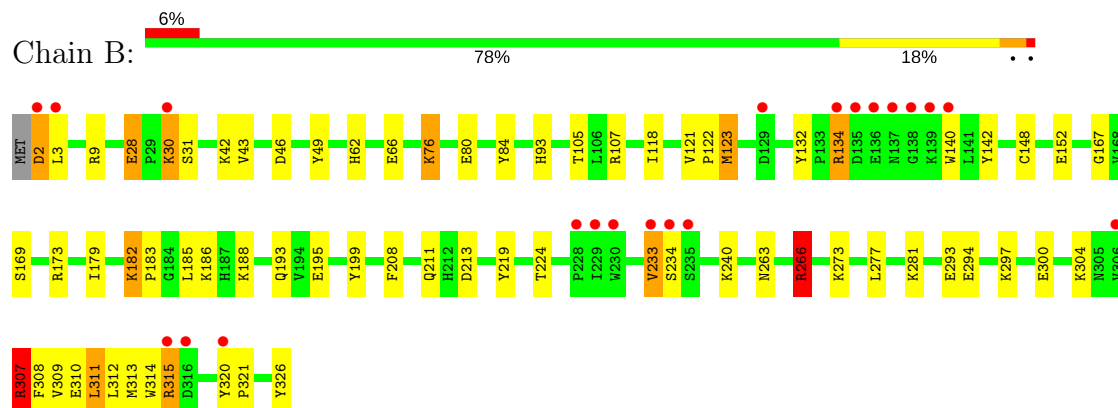 6%
Chain B:
78% 18% . .
MET D2 L3 R9 E28 P29 K30 S31 K42 V43 D46 Y49 H62 E66 K76 E80 Y84 H93 T105 L106 R107 I118 V121 P122 M123 D129 Y132 P133 R134 D135 E136 N137 G138 K139 W140 L141 Y142 C148 E152 G167 V168
S169 R173 I179 K182 P183 G184 L185 K186 H187 K188 Q193 V194 E195 Y199 F208 Q211 H212 D213 Y219 T224 P228 I229 W230 V233 S234 S235 K240 N263 R266 K273 L277 K281 E293 E294 K297 E300 K304 N305 V306
R307 F308 V309 E310 L311 L312 M313 W314 R315 D316 Y320 P321 Y326